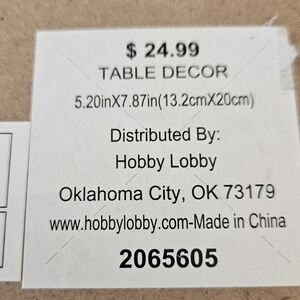 $ 24.99
TABLE DECOR
5.20inX7.87in(13.2cmX20cm)
Distributed By:
Hobby Lobby
Oklahoma City, OK 73179
www.hobbylobby.com-Made in China
2065605